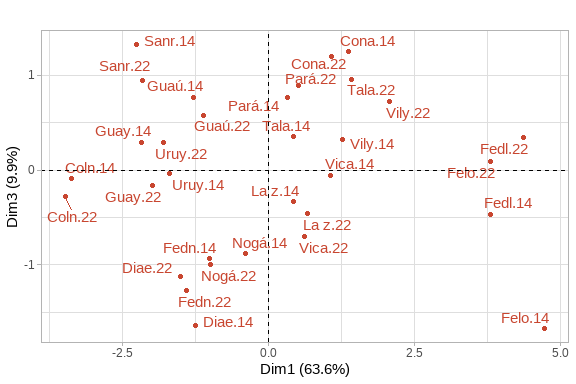 Sanr.14
Cona.14
Sanr.22
Cona.22
1
Guaú.14
Pará.22
Tala.22
Pará.14
Vily.22
Guay.14
Guaú.22
Tala.14
Uruy.22
Vily.14
Fedl.22
Coln.14
Vica.14
0
Felo.22
Uruy.14
Guay.22
La z.14
Fedl.14
Coln.22
La z.22
Nogá.14
Vica.22
Fedn.14
-1
Diae.22
Nogá.22
Fedn.22
Diae.14
Felo.14
Dim3 (9.9%)
-2.5
0.0
2.5
5.0
Dim1 (63.6%)